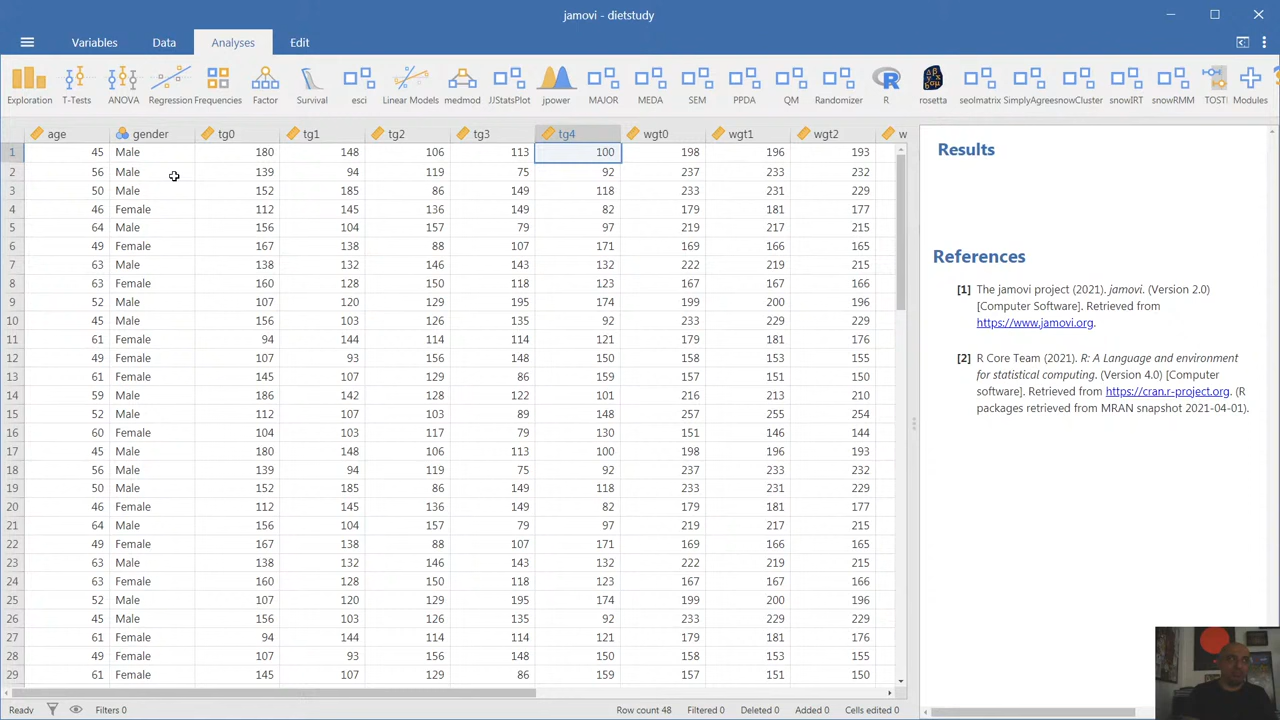 jamovi - dietstudy
Variables Data Analyses Edit
Exploration T-Tests ANOVA Regression Frequencies Factor Survival esci Linear Models medmod JJStatsPlot jpower MAJOR MEDA SEM PPDA QM Randomizer R rosetta seolmatrix SimplyAgree snowCluster snowIRT snowRMM TOST Modules
age gender tg0 tg1 tg2 tg3 tg4 wgt0 wgt1 wgt2 w
1 45 Male 180 148 106 113 100 198 196 193
2 56 Male 139 94 119 75 92 237 233 232
3 50 Male 152 185 86 149 118 233 231 229
4 46 Female 112 145 136 149 82 179 181 177
5 64 Male 156 104 157 79 97 219 217 215
6 49 Female 167 138 88 107 171 169 166 165
7 63 Male 138 132 146 143 132 222 219 215
8 63 Female 160 128 150 118 123 167 167 166
9 52 Male 107 120 129 195 174 199 200 196
10 45 Male 156 103 126 135 92 233 229 229
11 61 Female 94 144 114 114 121 179 181 176
12 49 Female 107 93 156 148 150 158 153 155
13 61 Female 145 107 129 86 159 157 151 150
14 59 Male 186 142 128 122 101 216 213 210
15 52 Male 112 107 103 89 148 257 255 254
16 60 Female 104 103 117 79 130 151 146 144
17 45 Male 180 148 106 113 100 198 196 193
18 56 Male 139 94 119 75 92 237 233 232
19 50 Male 152 185 86 149 118 233 231 229
20 46 Female 112 145 136 149 82 179 181 177
21 64 Male 156 104 157 79 97 219 217 215
22 49 Female 167 138 88 107 171 169 166 165
23 63 Male 138 132 146 143 132 222 219 215
24 63 Female 160 128 150 118 123 167 167 166
25 52 Male 107 120 129 195 174 199 200 196
26 45 Male 156 103 126 135 92 233 229 229
27 61 Female 94 144 114 114 121 179 181 176
28 49 Female 107 93 156 148 150 158 153 155
29 61 Female 145 107 129 86 159 157 151 150
Ready Filters 0 Row count 48 Filtered 0 Deleted 0 Added 0 Cells edited 0
Results
References
[1] The jamovi project (2021). jamovi. (Version 2.0)
[Computer Software]. Retrieved from
https://www.jamovi.org.
[2] R Core Team (2021). R: A Language and environment
for statistical computing. (Version 4.0) [Computer
software]. Retrieved from https://cran.r-project.org. (R
packages retrieved from MRAN snapshot 2021-04-01).